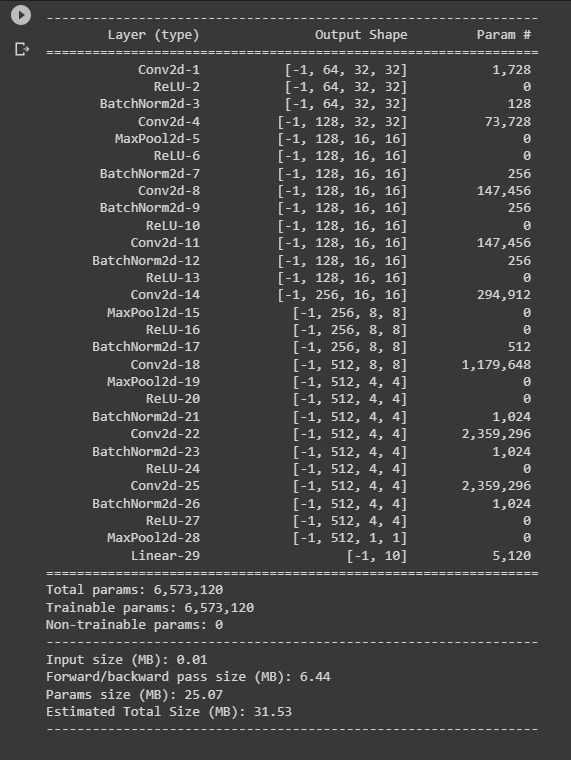 ----------------------------------------------------------------
Layer (type) Output Shape Param #
================================================================
Conv2d-1 [-1, 64, 32, 32] 1,728
ReLU-2 [-1, 64, 32, 32] 0
BatchNorm2d-3 [-1, 64, 32, 32] 128
Conv2d-4 [-1, 128, 32, 32] 73,728
MaxPool2d-5 [-1, 128, 16, 16] 0
ReLU-6 [-1, 128, 16, 16] 0
BatchNorm2d-7 [-1, 128, 16, 16] 256
Conv2d-8 [-1, 128, 16, 16] 147,456
BatchNorm2d-9 [-1, 128, 16, 16] 256
ReLU-10 [-1, 128, 16, 16] 0
Conv2d-11 [-1, 128, 16, 16] 147,456
BatchNorm2d-12 [-1, 128, 16, 16] 256
ReLU-13 [-1, 128, 16, 16] 0
Conv2d-14 [-1, 256, 16, 16] 294,912
MaxPool2d-15 [-1, 256, 8, 8] 0
ReLU-16 [-1, 256, 8, 8] 0
BatchNorm2d-17 [-1, 256, 8, 8] 512
Conv2d-18 [-1, 512, 8, 8] 1,179,648
MaxPool2d-19 [-1, 512, 4, 4] 0
ReLU-20 [-1, 512, 4, 4] 0
BatchNorm2d-21 [-1, 512, 4, 4] 1,024
Conv2d-22 [-1, 512, 4, 4] 2,359,296
BatchNorm2d-23 [-1, 512, 4, 4] 1,024
ReLU-24 [-1, 512, 4, 4] 0
Conv2d-25 [-1, 512, 4, 4] 2,359,296
BatchNorm2d-26 [-1, 512, 4, 4] 1,024
ReLU-27 [-1, 512, 4, 4] 0
MaxPool2d-28 [-1, 512, 1, 1] 0
Linear-29 [-1, 10] 5,120
================================================================
Total params: 6,573,120
Trainable params: 6,573,120
Non-trainable params: 0
----------------------------------------------------------------
Input size (MB): 0.01
Forward/backward pass size (MB): 6.44
Params size (MB): 25.07
Estimated Total Size (MB): 31.53
----------------------------------------------------------------